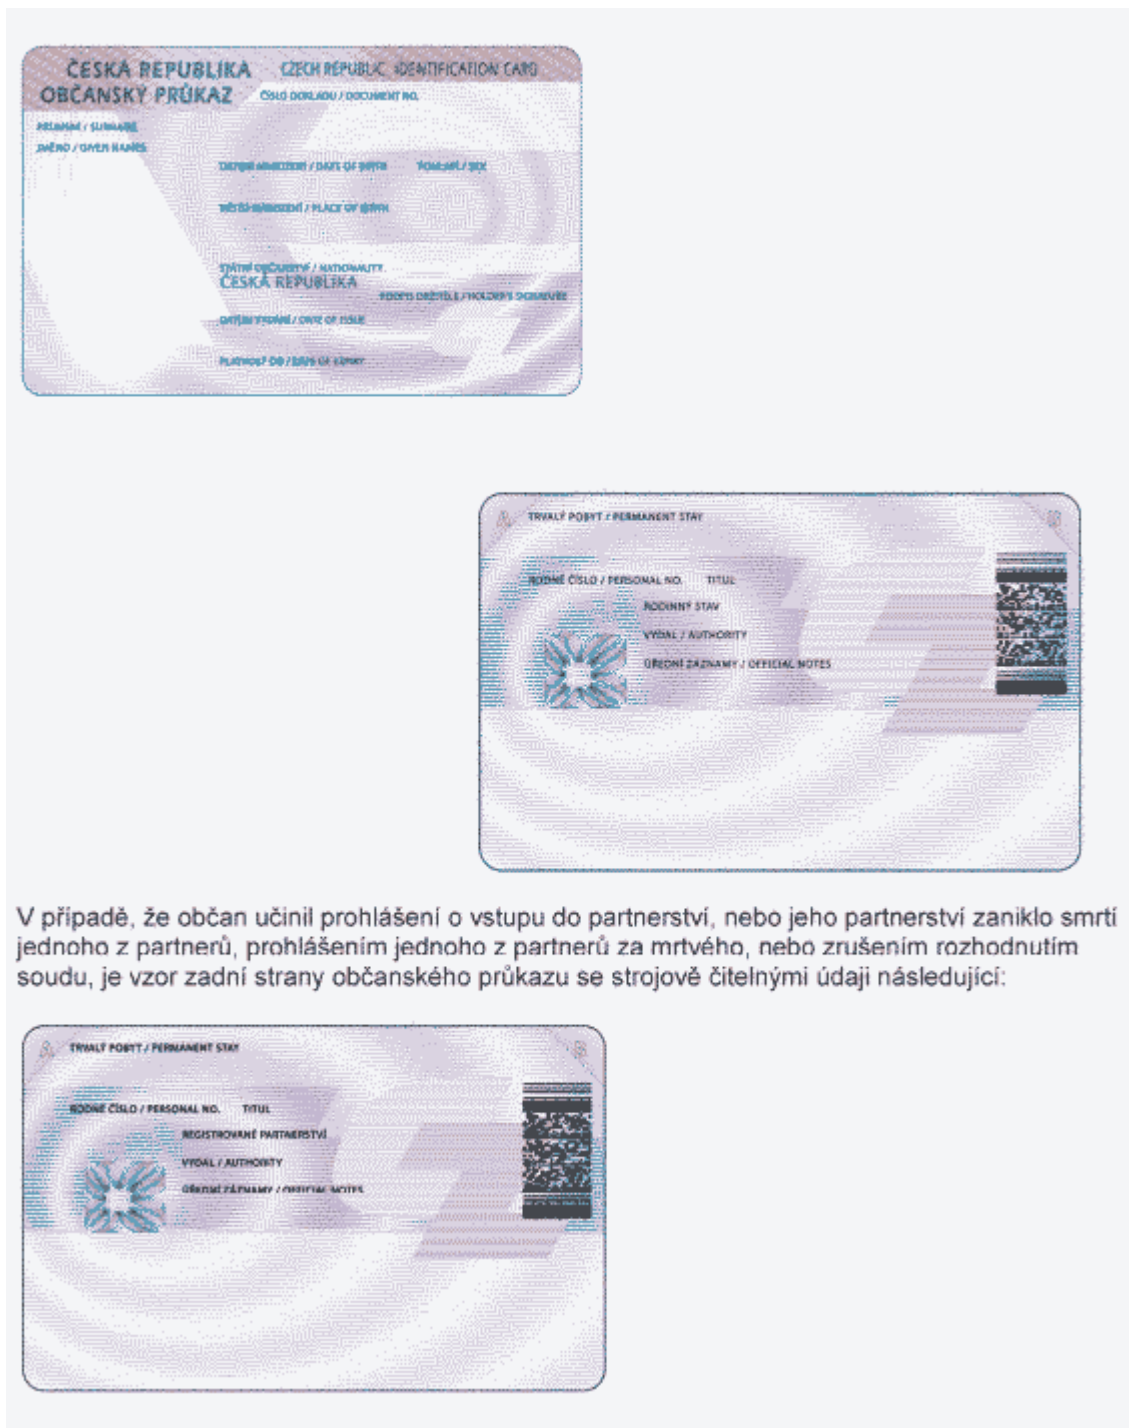 ČESKÁ REPUBLIKA CZECH REPUBLIC IDENTIFICATION CARD
OBČANSKÝ PRŮKAZ ČÍSLO DOKLADU / DOCUMENT NO.
PŘÍJMENÍ / SURNAME
JMÉNO / GIVEN NAMES
DATUM NAROZENÍ / DATE OF BIRTH POHLAVÍ / SEX
MÍSTO NAROZENÍ / PLACE OF BIRTH
STÁTNÍ OBČANSTVÍ / NATIONALITY
ČESKÁ REPUBLIKA
PODPIS DRŽITELE / HOLDER'S SIGNATURE
DATUM VYDÁNÍ / DATE OF ISSUE
PLATNOST DO / DATE OF EXPIRY
TRVALÝ POBYT / PERMANENT STAY
RODNÉ ČÍSLO / PERSONAL NO. TITUL
RODINNÝ STAV
VYDAL / AUTHORITY
ÚŘEDNÍ ZÁZNAMY / OFFICIAL NOTES
V případě, že občan učinil prohlášení o vstupu do partnerství, nebo jeho partnerství zaniklo smrtí
jednoho z partnerů, prohlášením jednoho z partnerů za mrtvého, nebo zrušením rozhodnutím
soudu, je vzor zadní strany občanského průkazu se strojově čitelnými údaji následující:
TRVALÝ POBYT / PERMANENT STAY
RODNÉ ČÍSLO / PERSONAL NO. TITUL
REGISTROVANÉ PARTNERSTVÍ
VYDAL / AUTHORITY
ÚŘEDNÍ ZÁZNAMY / OFFICIAL NOTES